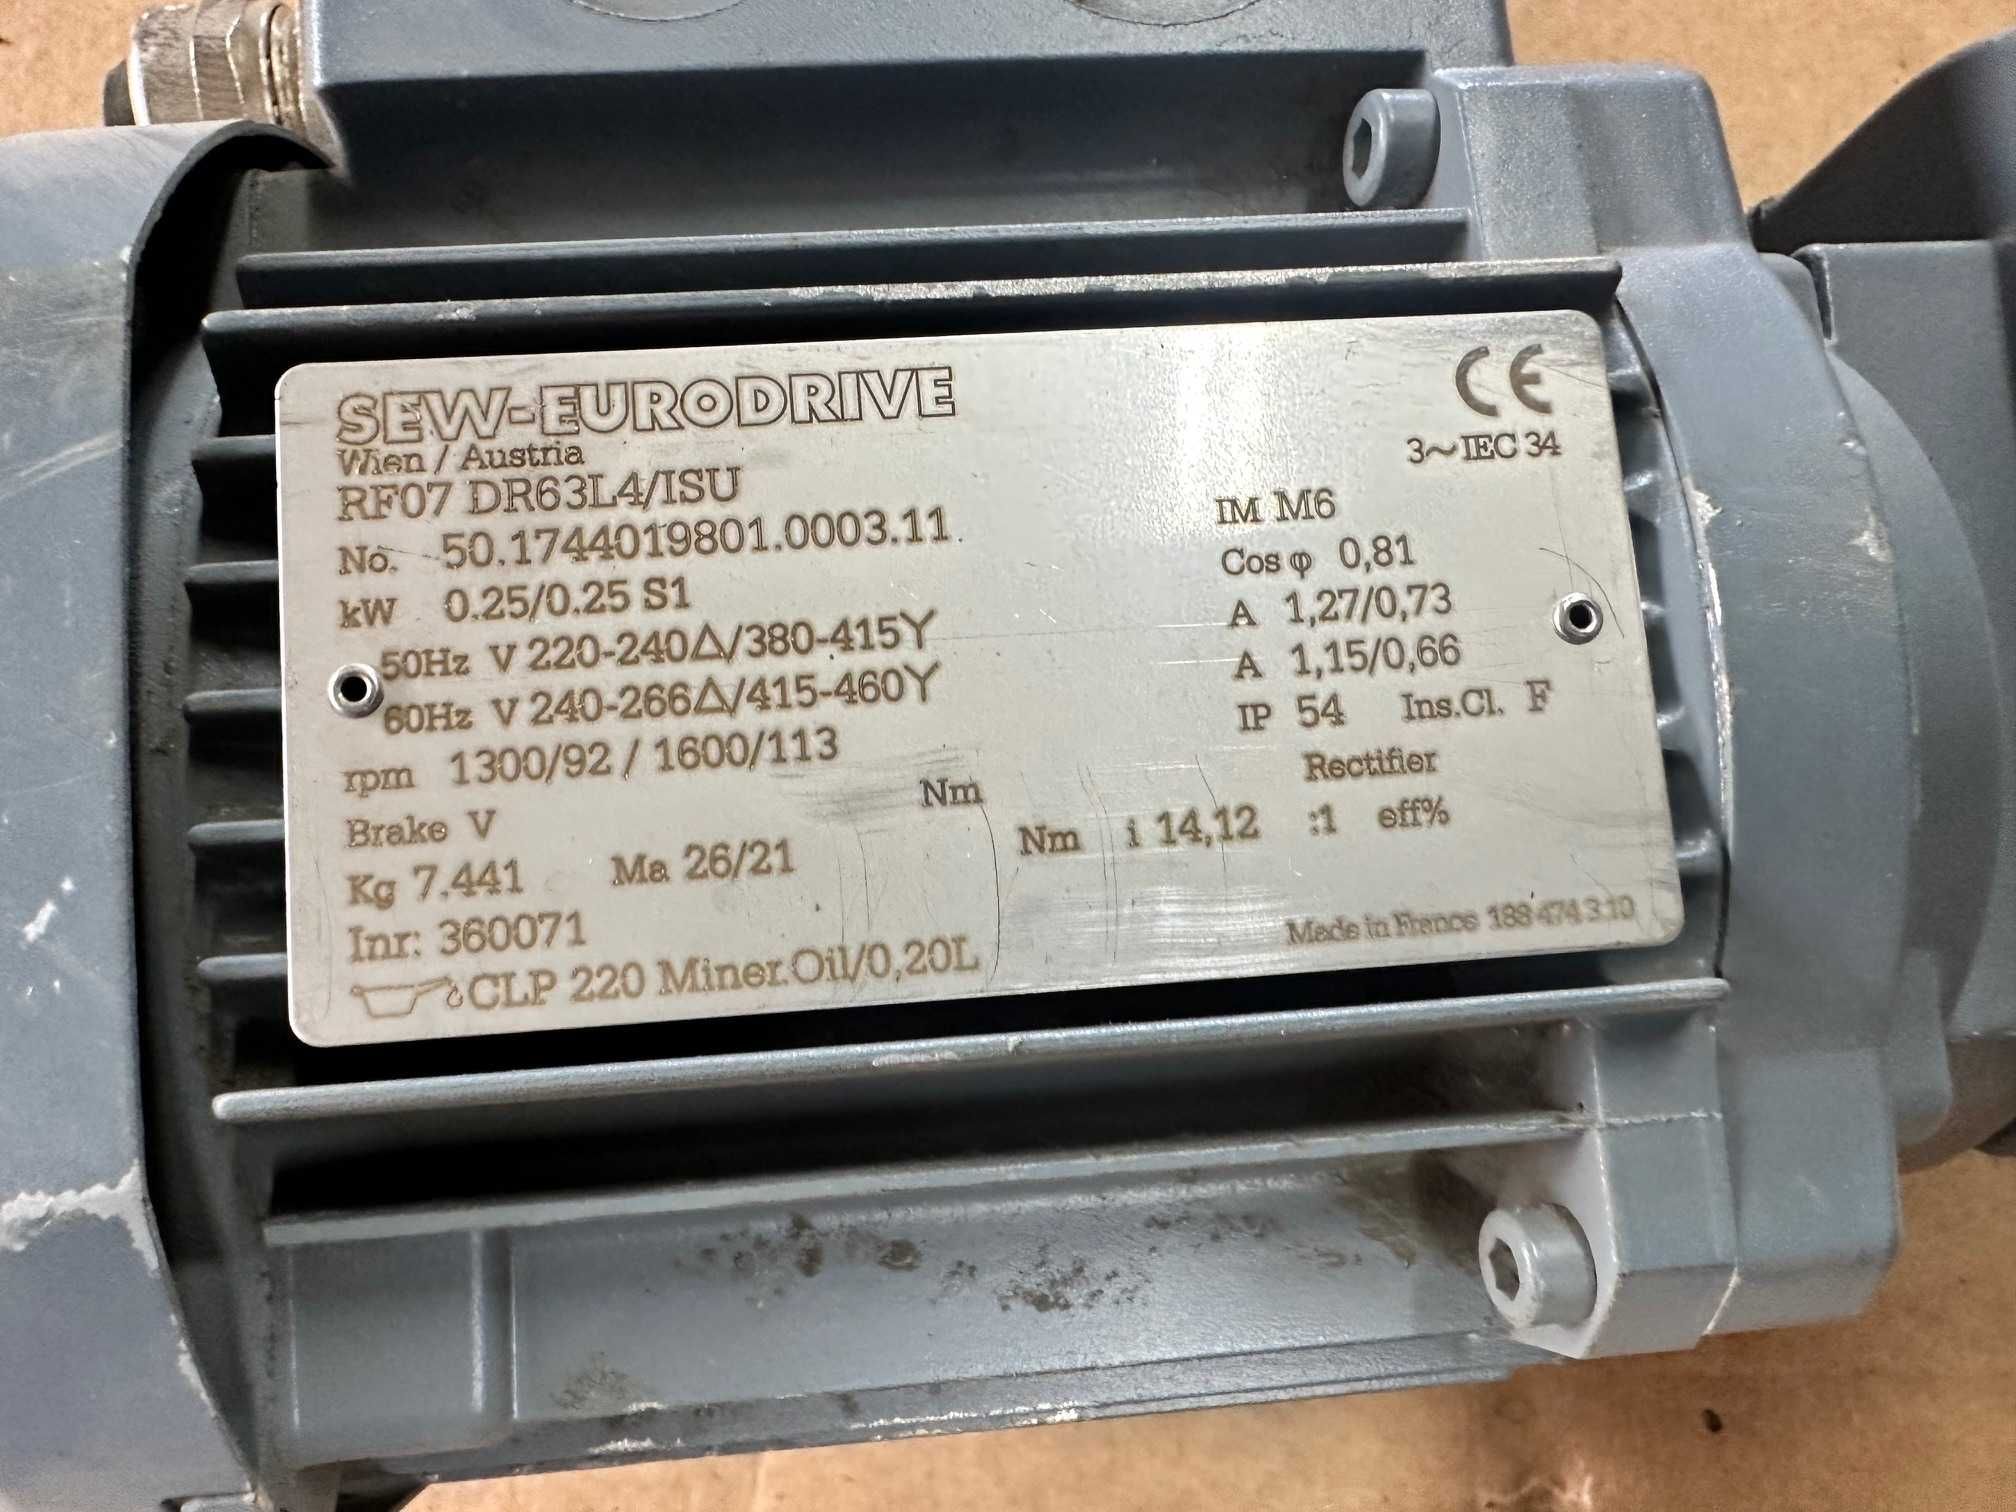 SEW-EURODRIVE
Wien / Austria
CE
3~IEC 34
RF07 DR63L4/ISU
IM M6
No. 50.1744019801.0003.11
Cos φ 0,81
kW 0.25/0.25 S1
A 1,27/0,73
50Hz V 220-240Δ/380-415Y
A 1,15/0,66
60Hz V 240-266Δ/415-460Y
IP 54 Ins.Cl. F
rpm 1300/92 / 1600/113
Rectifier
Brake V Nm
Kg 7.441 Ma 26/21 Nm i 14,12 :1 eff%
Inr: 360071
Made in France 188 474 3.10
CLP 220 Miner.Oil/0,20L